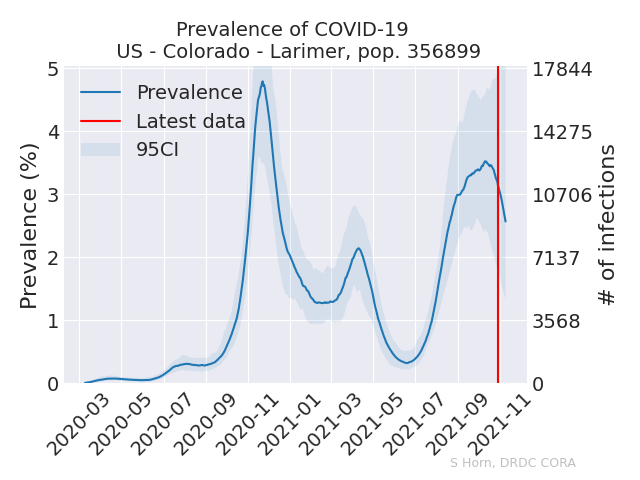 Prevalence of COVID-19
US - Colorado - Larimer, pop. 356899
Prevalence
Latest data
95CI
Prevalence (%)
5
4
3
2
1
0
17844
14275
10706
7137
3568
0
# of infections
2020-03
2020-05
2020-07
2020-09
2020-11
2021-01
2021-03
2021-05
2021-07
2021-09
2021-11
S Horn, DRDC CORA